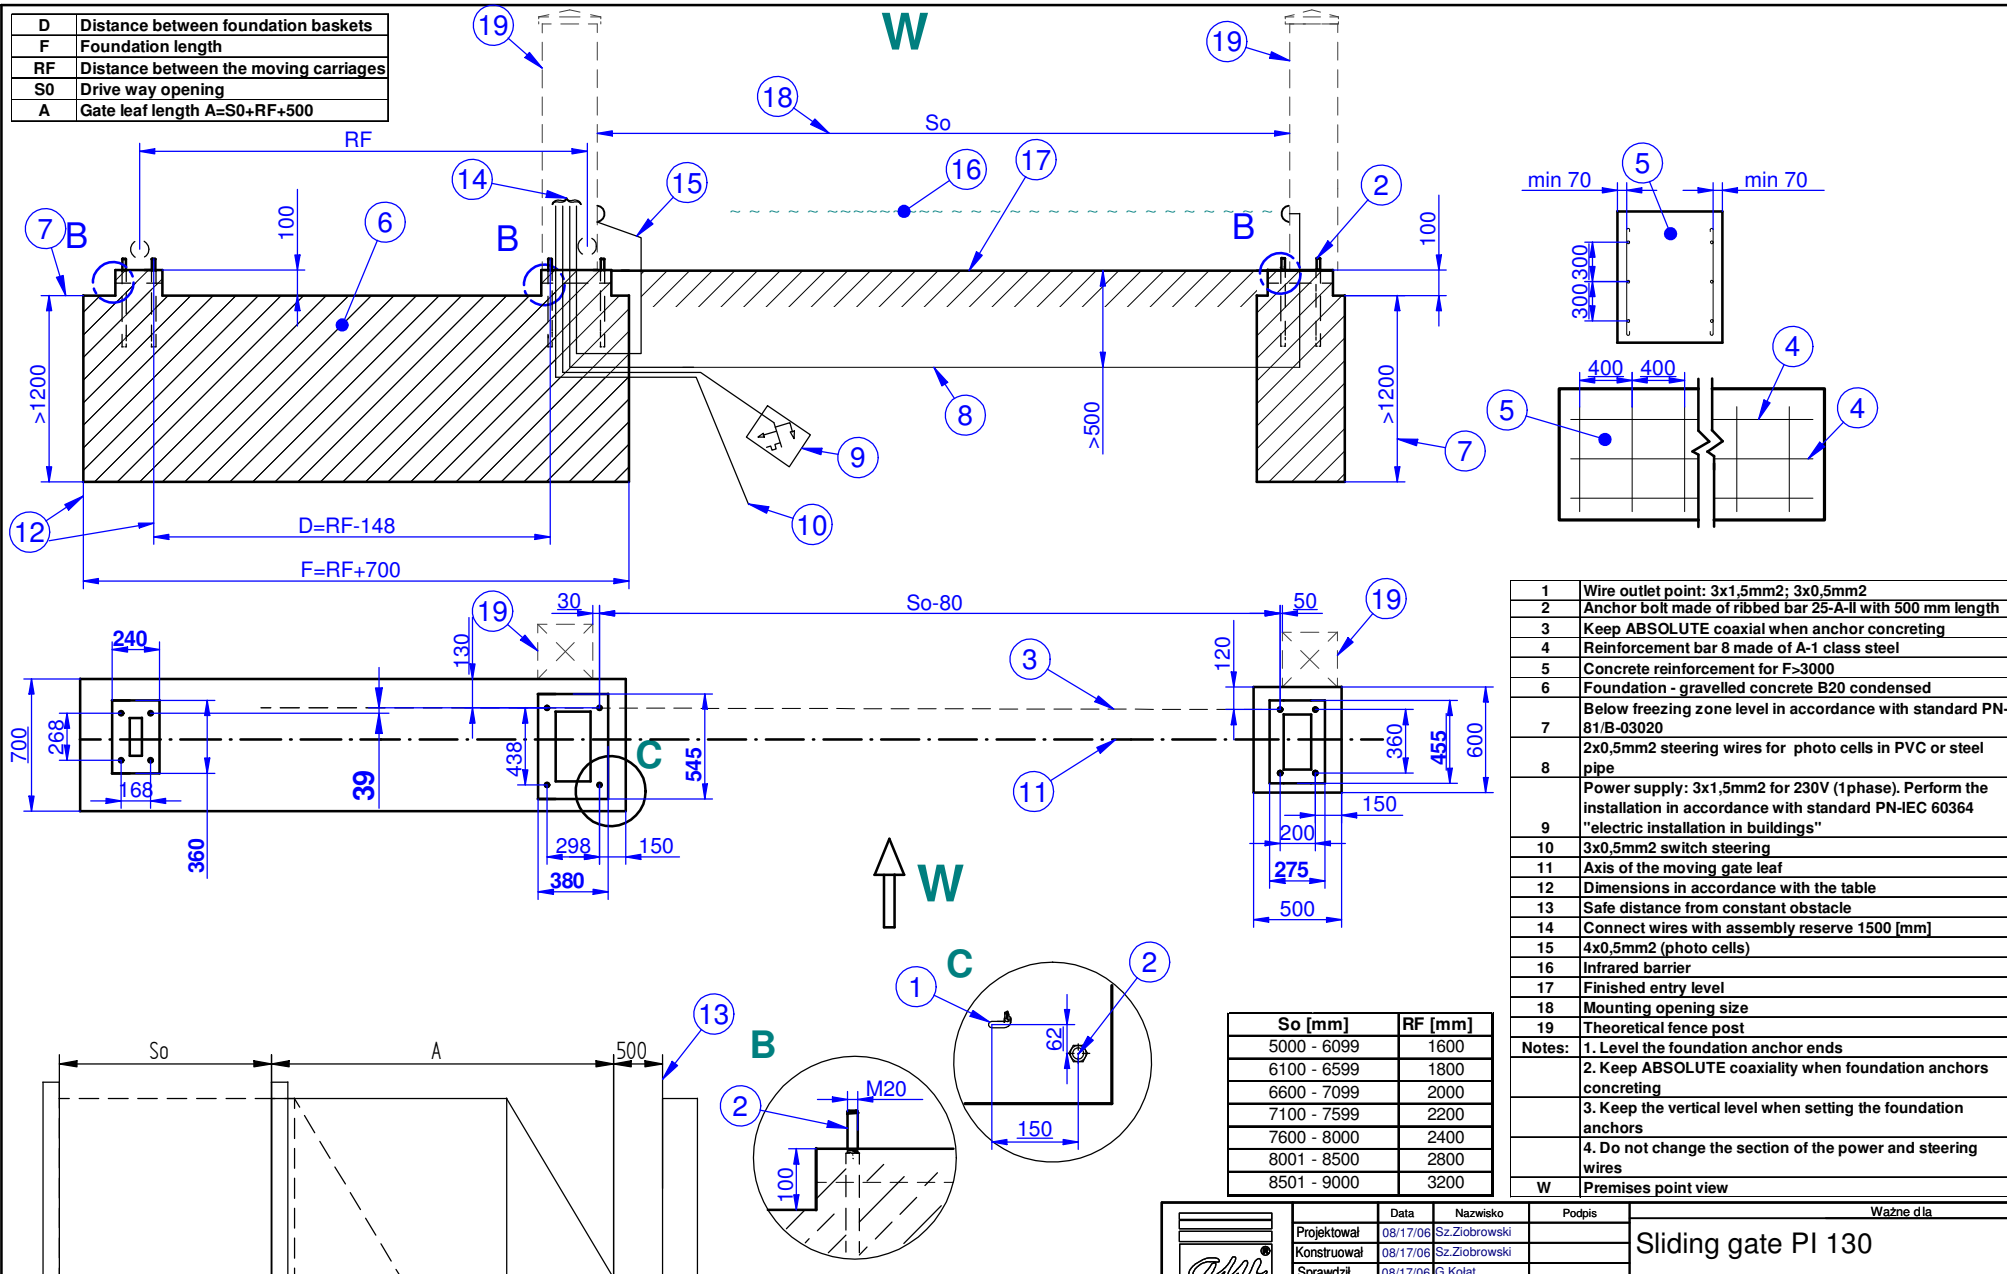 D Distance between foundation baskets
F Foundation length
RF Distance between the moving carriages
S0 Drive way opening
A Gate leaf length A=S0+RF+500
W
19
19
18
So
RF
14
15
16
17
2
5
min 70
min 70
7
B
100
6
B
B
100
300
300
>1200
8
>500
>1200
9
10
7
12
D=RF-148
F=RF+700
400
400
4
4
5
19
30
So-80
50
19
240
130
120
3
700
268
168
39
360
438
C
545
298
150
380
11
360
455
600
150
200
275
500
W
1 Wire outlet point: 3x1,5mm2; 3x0,5mm2
2 Anchor bolt made of ribbed bar 25-A-II with 500 mm length
3 Keep ABSOLUTE coaxial when anchor concreting
4 Reinforcement bar 8 made of A-1 class steel
5 Concrete reinforcement for F>3000
6 Foundation - gravelled concrete B20 condensed
Below freezing zone level in accordance with standard PN-
7 81/B-03020
2x0,5mm2 steering wires for photo cells in PVC or steel
8 pipe
Power supply: 3x1,5mm2 for 230V (1phase). Perform the
installation in accordance with standard PN-IEC 60364
9 "electric installation in buildings"
10 3x0,5mm2 switch steering
11 Axis of the moving gate leaf
12 Dimensions in accordance with the table
13 Safe distance from constant obstacle
14 Connect wires with assembly reserve 1500 [mm]
15 4x0,5mm2 (photo cells)
16 Infrared barrier
17 Finished entry level
18 Mounting opening size
19 Theoretical fence post
Notes: 1. Level the foundation anchor ends
2. Keep ABSOLUTE coaxiality when foundation anchors
concreting
3. Keep the vertical level when setting the foundation
anchors
4. Do not change the section of the power and steering
wires
W Premises point view
So
A
500
13
B
2
M20
100
C
1
2
62
150
So [mm] RF [mm]
5000 - 6099 1600
6100 - 6599 1800
6600 - 7099 2000
7100 - 7599 2200
7600 - 8000 2400
8001 - 8500 2800
8501 - 9000 3200
Data Nazwisko Podpis
Ważne dla
Projektował 08/17/06 Sz.Ziobrowski
Konstruował 08/17/06 Sz.Ziobrowski
Sprawdził 08/17/06 G.Kołat
Sliding gate PI 130
®